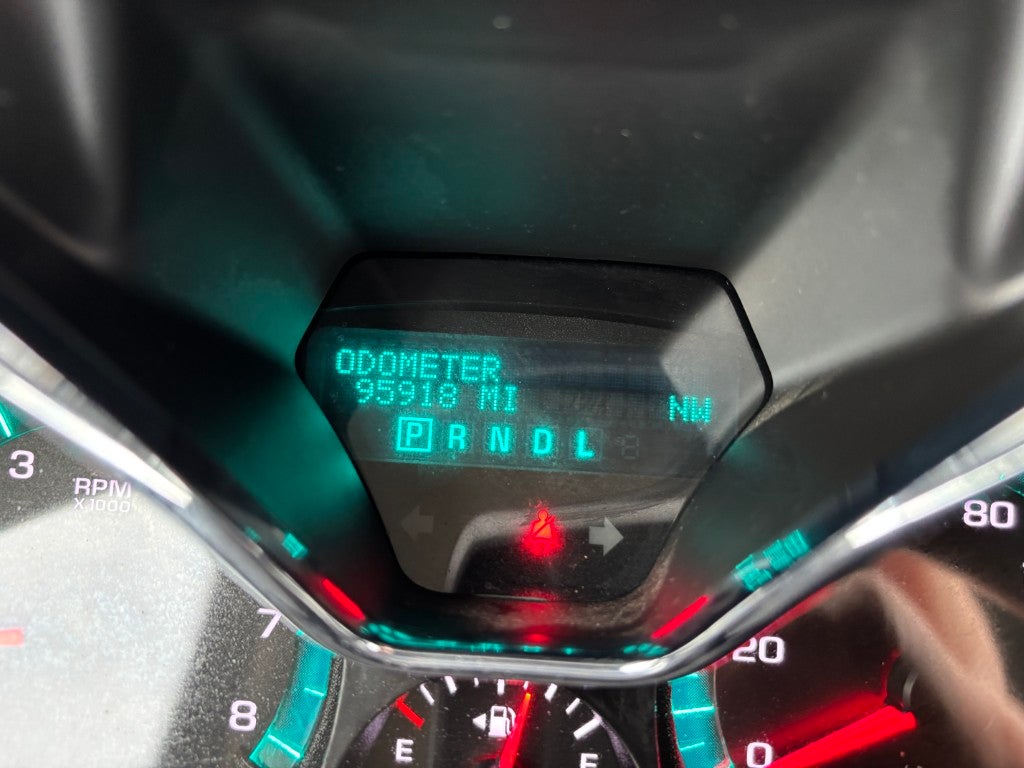 ODOMETER
95918 MI
NW
P R N D L
3
RPM
X1000
80
7
20
8
E
F
0